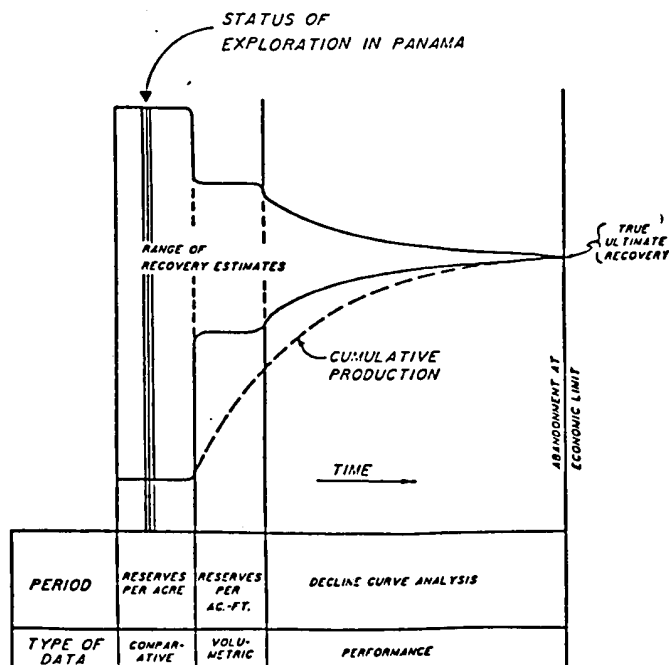 STATUS OF
EXPLORATION IN PANAMA
RANGE OF
RECOVERY ESTIMATES
TRUE
ULTIMATE
RECOVERY
CUMULATIVE
PRODUCTION
ABANDONMENT AT
ECONOMIC LIMIT
TIME
PERIOD
RESERVES
PER ACRE
RESERVES
PER
AC.-FT.
DECLINE CURVE ANALYSIS
TYPE OF
DATA
COMPAR-
ATIVE
VOLU-
METRIC
PERFORMANCE